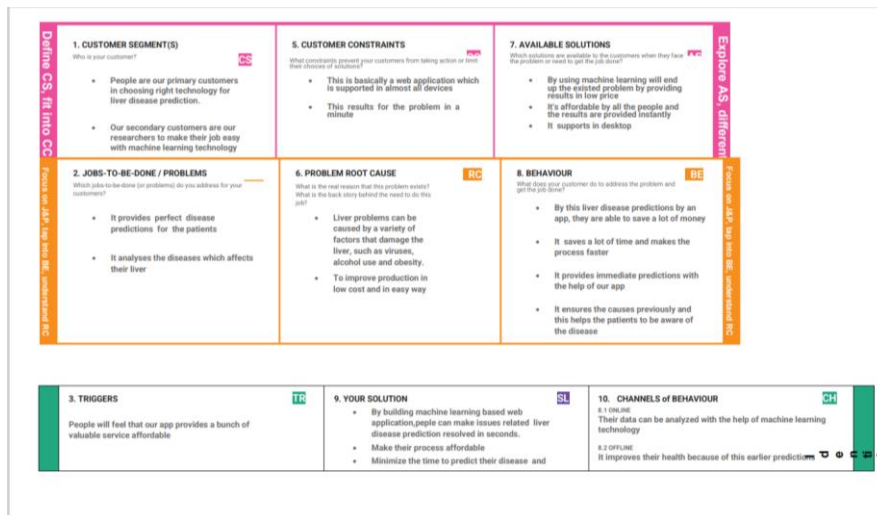 Define CS, fit into CC
1. CUSTOMER SEGMENT(S)
Who is your customer?
CS
People are our primary customers
in choosing right technology for
liver disease prediction.
Our secondary customers are our
researchers to make their job easy
with machine learning technology
5. CUSTOMER CONSTRAINTS
What constraints prevent your customers from taking action or limit
their choices of solutions?
This is basically a web application which
is supported in almost all devices
This results for the problem in a
minute
7. AVAILABLE SOLUTIONS
Which solutions are available to the customers when they face
the problem or need to get the job done?
By using machine learning will end
up the existed problem by providing
results in low price
It's affordable by all the people and
the results are provided instantly
It supports in desktop
Explore AS, different
Focus on J&P, tap into BE, understand RC
2. JOBS-TO-BE-DONE / PROBLEMS
Which jobs-to-be-done (or problems) do you address for your
customers?
It provides perfect disease
predictions for the patients
It analyses the diseases which affects
their liver
6. PROBLEM ROOT CAUSE
RC
What is the real reason that this problem exists?
What is the back story behind the need to do this
job?
Liver problems can be
caused by a variety of
factors that damage the
liver, such as viruses,
alcohol use and obesity.
To improve production in
low cost and in easy way
8. BEHAVIOUR
BE
What does your customer do to address the problem and
get the job done?
By this liver disease predictions by an
app, they are able to save a lot of money
It saves a lot of time and makes the
process faster
It provides immediate predictions with
the help of our app
It ensures the causes previously and
this helps the patients to be aware of
the disease
Focus on J&P, tap into BE, understand RC
3. TRIGGERS
TR
People will feel that our app provides a bunch of
valuable service affordable
9. YOUR SOLUTION
SL
By building machine learning based web
application,peple can make issues related liver
disease prediction resolved in seconds.
Make their process affordable
Minimize the time to predict their disease and
10. CHANNELS of BEHAVIOUR
CH
8.1 ONLINE
Their data can be analyzed with the help of machine learning
technology
8.2 OFFLINE
It improves their health because of this earlier predictions